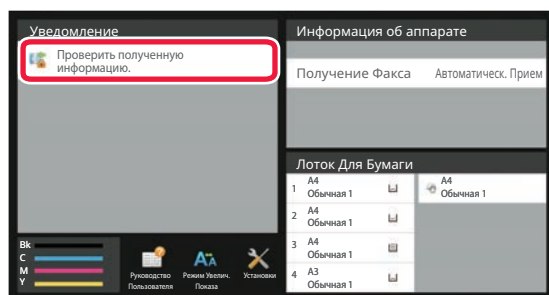 Уведомление
Проверить полученную
информацию.
Информация об аппарате
Получение Факса Автоматическ. Прием
Лоток Для Бумаги
1 A4
Обычная 1
2 A4
Обычная 1
3 A4
Обычная 1
4 A3
Обычная 1
A4
Обычная 1
Bk
C
M
Y
Руководство
Пользователя
Режим Увелич.
Показа
Установки